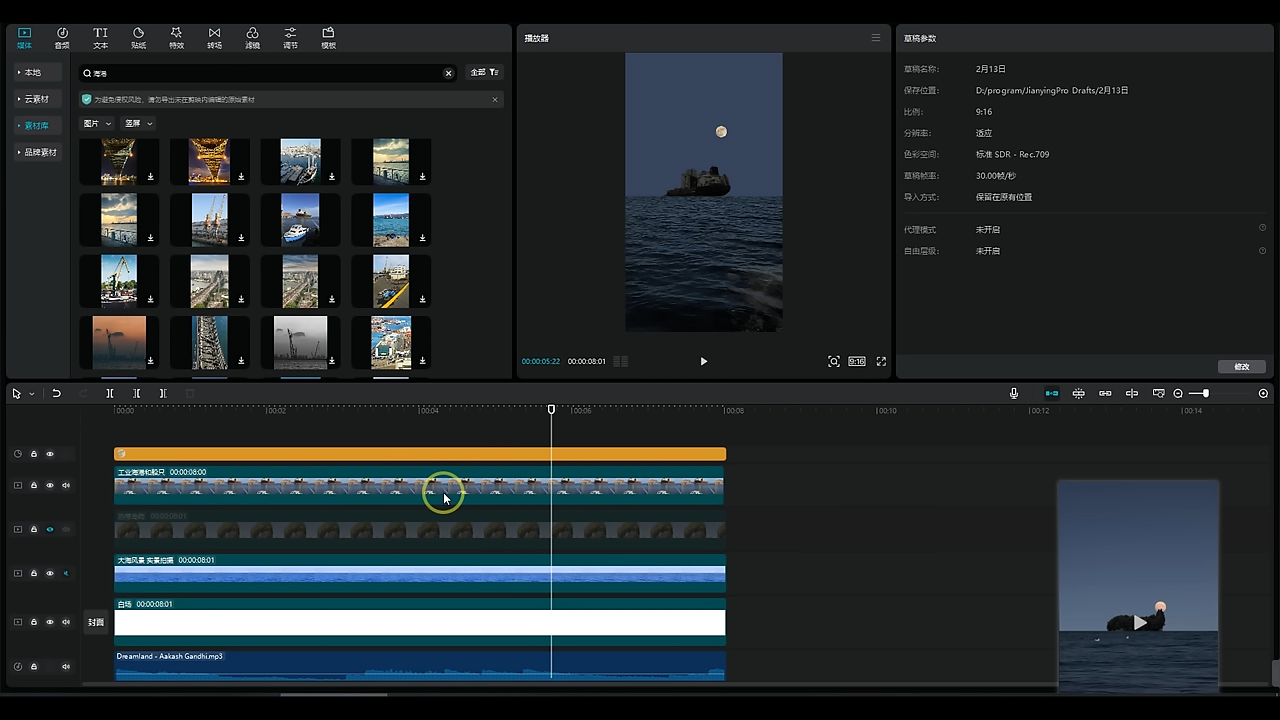 媒体 音频 文本 贴纸 特效 转场 滤镜 调节 模板
本地
云素材
素材库
品牌素材
海港
全部
为避免侵权风险，请勿导出未在剪映内编辑的原始素材
图片 竖屏
播放器
00:00:05:22 00:00:08:01
9:16
草稿参数
草稿名称: 2月13日
保存位置: D:/program/JianyingPro Drafts/2月13日
比例: 9:16
分辨率: 适应
色彩空间: 标准 SDR - Rec.709
草稿帧率: 30.00帧/秒
导入方式: 保留在原有位置
代理模式 未开启
自由层级: 未开启
修改
00:00 00:02 00:04 00:06 00:08 00:10 00:12 00:14
工业海港和船只 00:00:08:00
00:00:08:01
大海风景 实景拍摄 00:00:08:01
白场 00:00:08:01
封面
Dreamland - Aakash Gandhi.mp3